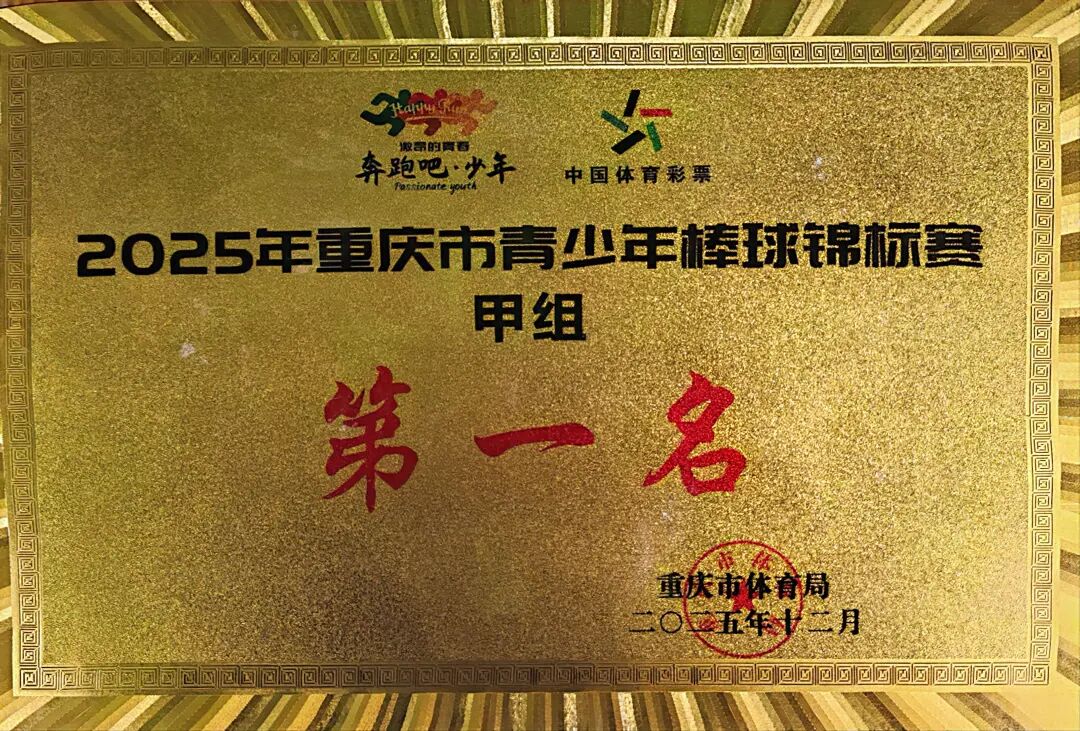 Happy Run
激昂的青春
奔跑吧·少年
Passionate youth
中国体育彩票
2025年重庆市青少年棒球锦标赛
甲组
第一名
重庆市体育局
二〇二五年十二月